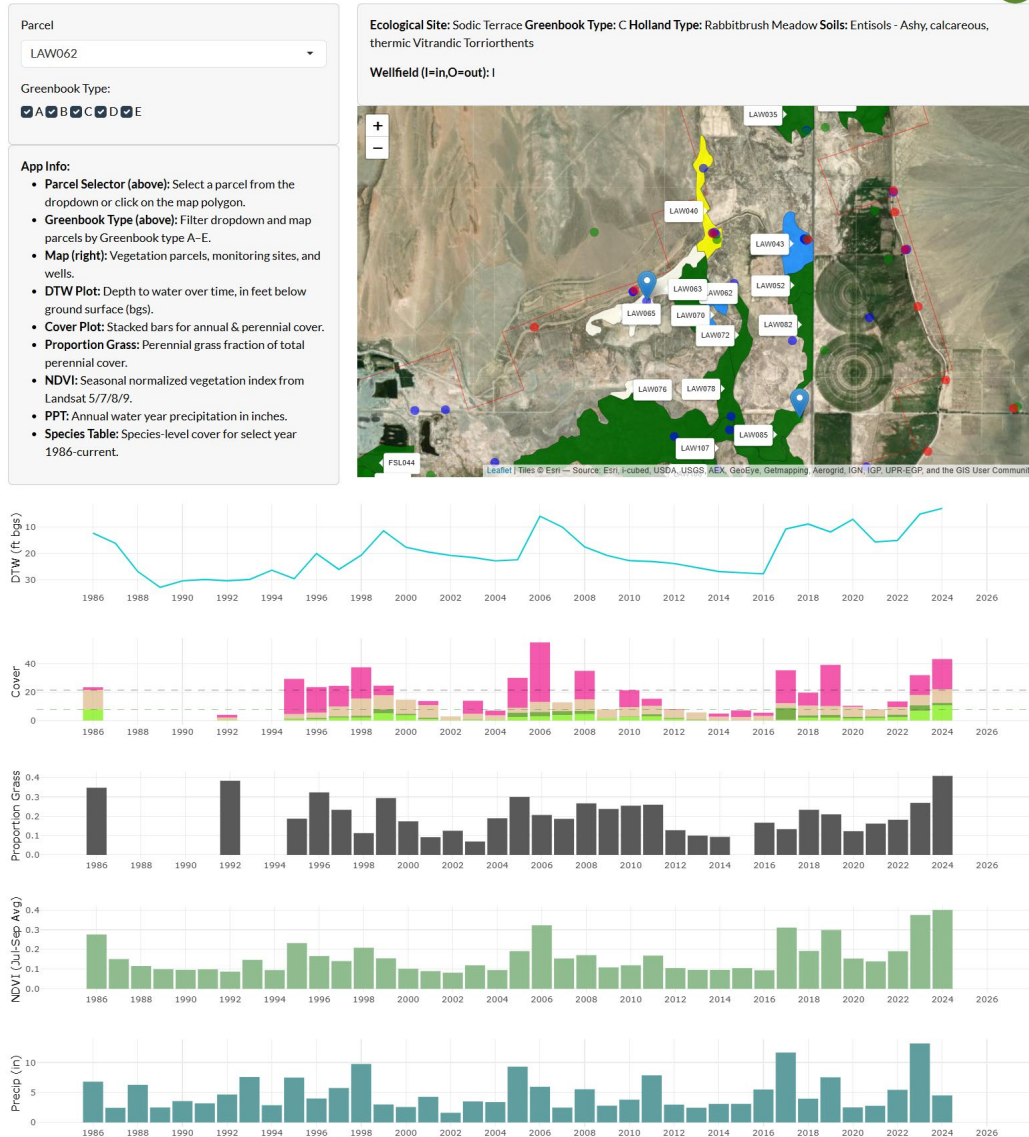 Parcel
LAW062
Greenbook Type:
A B C D E
App Info:
• Parcel Selector (above): Select a parcel from the
dropdown or click on the map polygon.
• Greenbook Type (above): Filter dropdown and map
parcels by Greenbook type A–E.
• Map (right): Vegetation parcels, monitoring sites, and
wells.
• DTW Plot: Depth to water over time, in feet below
ground surface (bgs).
• Cover Plot: Stacked bars for annual & perennial cover.
• Proportion Grass: Perennial grass fraction of total
perennial cover.
• NDVI: Seasonal normalized vegetation index from
Landsat 5/7/8/9.
• PPT: Annual water year precipitation in inches.
• Species Table: Species-level cover for select year
1986-current.
Ecological Site: Sodic Terrace Greenbook Type: C Holland Type: Rabbitbrush Meadow Soils: Entisols - Ashy, calcareous,
thermic Vitrandic Torriorthents
Wellfield (I=in,O=out): I
+
−
LAW035
LAW040
LAW043
LAW063
AW062
LAW052
LAW065
LAW070
LAW082
LAW072
LAW076
LAW078
LAW085
LAW107
FSL044
Leaflet | Tiles © Esri — Source: Esri, i-cubed, USDA, USGS, AEX, GeoEye, Getmapping, Aerogrid, IGN, IGP, UPR-EGP, and the GIS User Communit
DTW (ft bgs)
10
20
30
1986 1988 1990 1992 1994 1996 1998 2000 2002 2004 2006 2008 2010 2012 2014 2016 2018 2020 2022 2024 2026
Cover
40
20
0
1986 1988 1990 1992 1994 1996 1998 2000 2002 2004 2006 2008 2010 2012 2014 2016 2018 2020 2022 2024 2026
Proportion Grass
0.4
0.3
0.2
0.1
0.0
1986 1988 1990 1992 1994 1996 1998 2000 2002 2004 2006 2008 2010 2012 2014 2016 2018 2020 2022 2024 2026
NDVI (Jul-Sep Avg)
0.4
0.3
0.2
0.1
0.0
1986 1988 1990 1992 1994 1996 1998 2000 2002 2004 2006 2008 2010 2012 2014 2016 2018 2020 2022 2024 2026
Precip (in)
10
5
0
1986 1988 1990 1992 1994 1996 1998 2000 2002 2004 2006 2008 2010 2012 2014 2016 2018 2020 2022 2024 2026